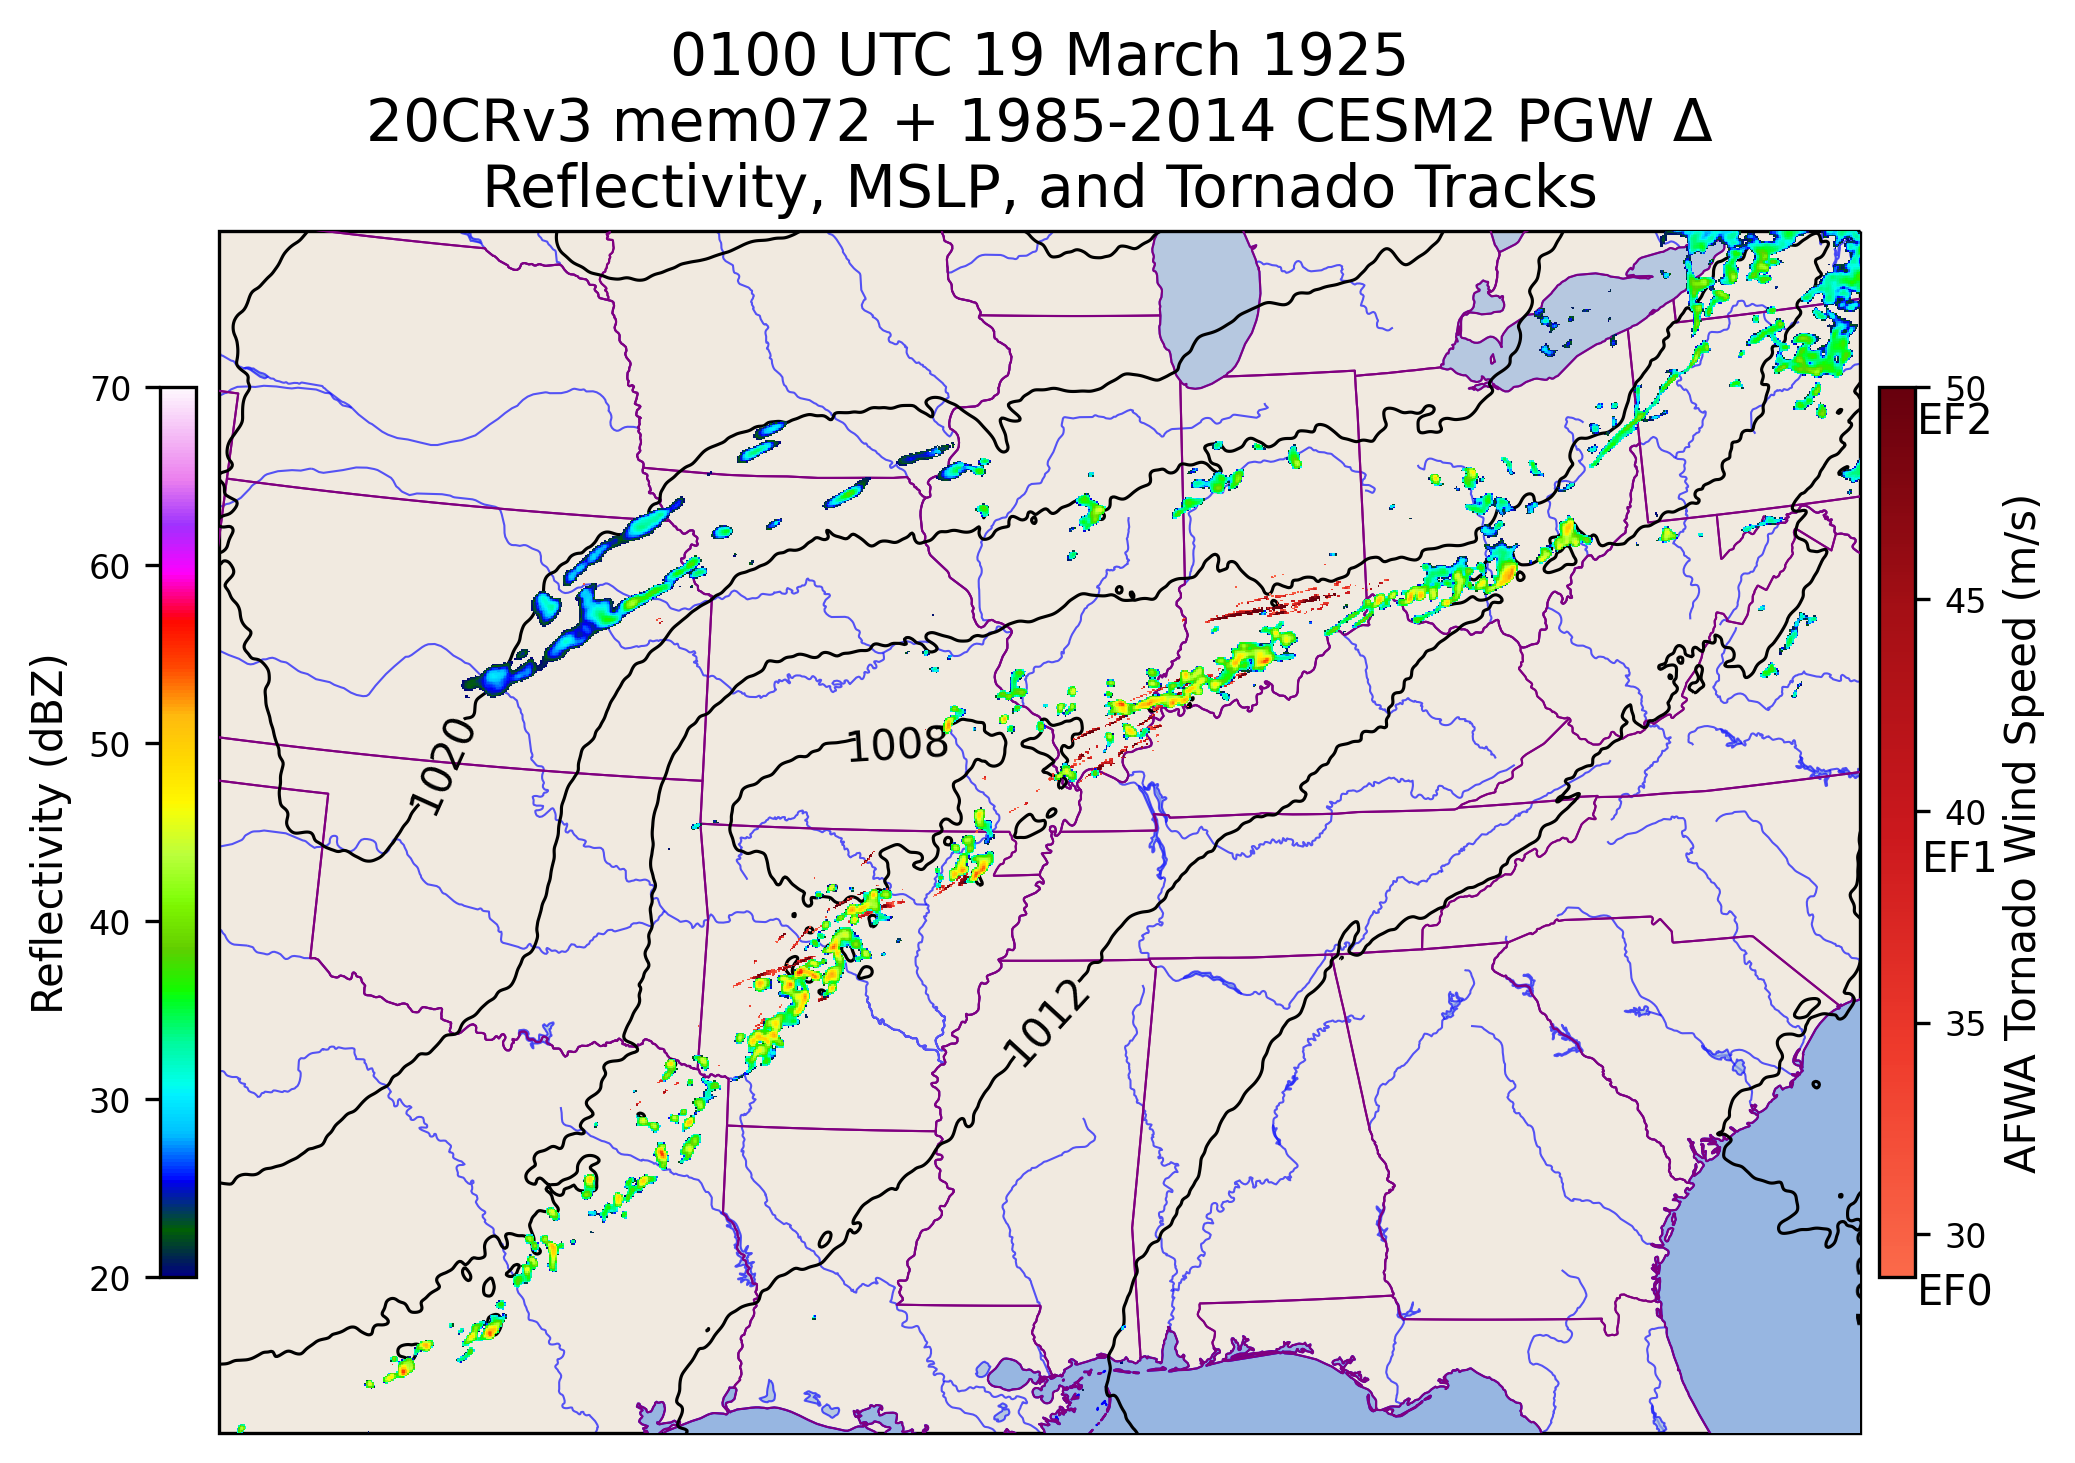 0100 UTC 19 March 1925
20CRv3 mem072 + 1985-2014 CESM2 PGW Δ
Reflectivity, MSLP, and Tornado Tracks
Reflectivity (dBZ)
70
60
50
40
30
20
1020
1008
1012
50
EF2
45
40
EF1
35
30
EF0
AFWA Tornado Wind Speed (m/s)